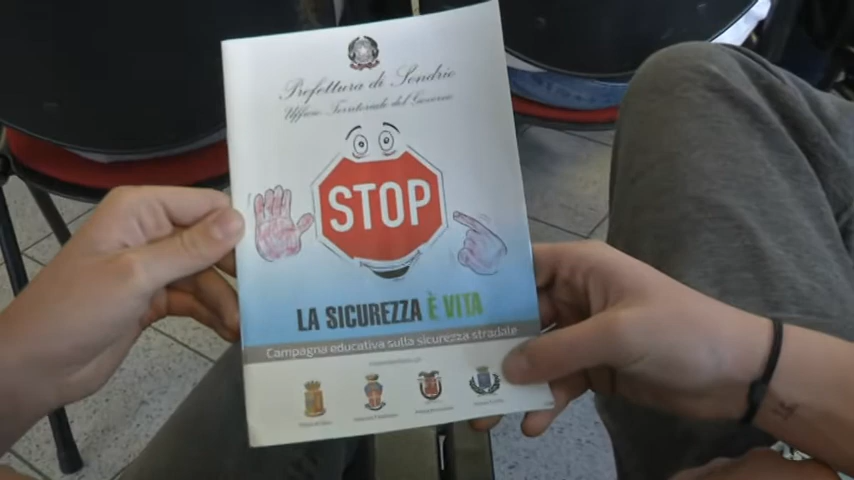 Prefettura di Sondrio
Ufficio Territoriale del Governo
STOP
LA SICUREZZA È VITA
Campagna educativa sulla sicurezza stradale